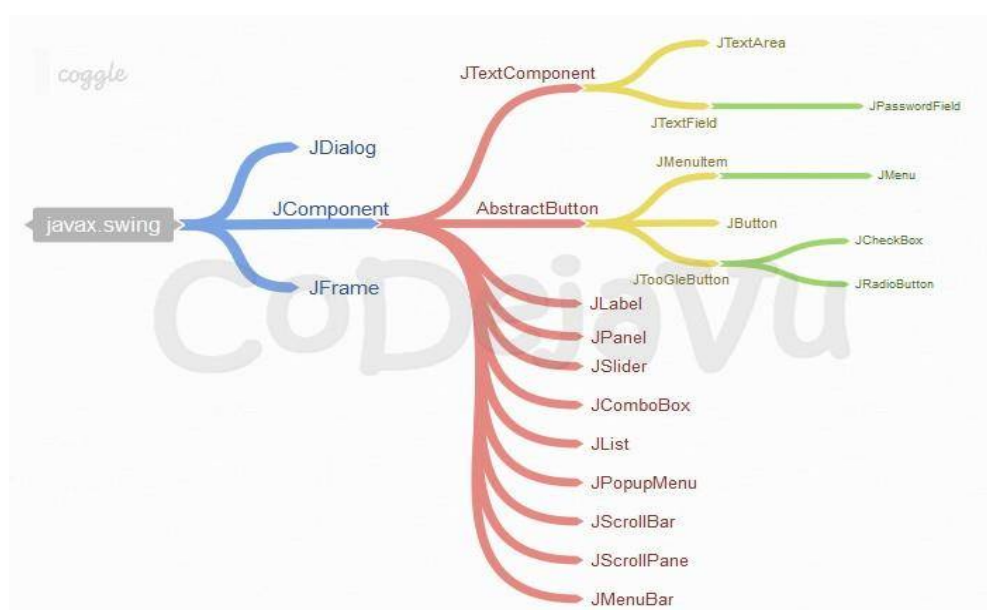 coggle
JTextArea
JTextComponent
JPasswordField
JTextField
JDialog
JMenuItem
JMenu
javax.swing
JComponent
AbstractButton
JButton
JCheckBox
JTooGleButton
JRadioButton
JFrame
CoDejaVu
JLabel
JPanel
JSlider
JComboBox
JList
JPopupMenu
JScrollBar
JScrollPane
JMenuBar